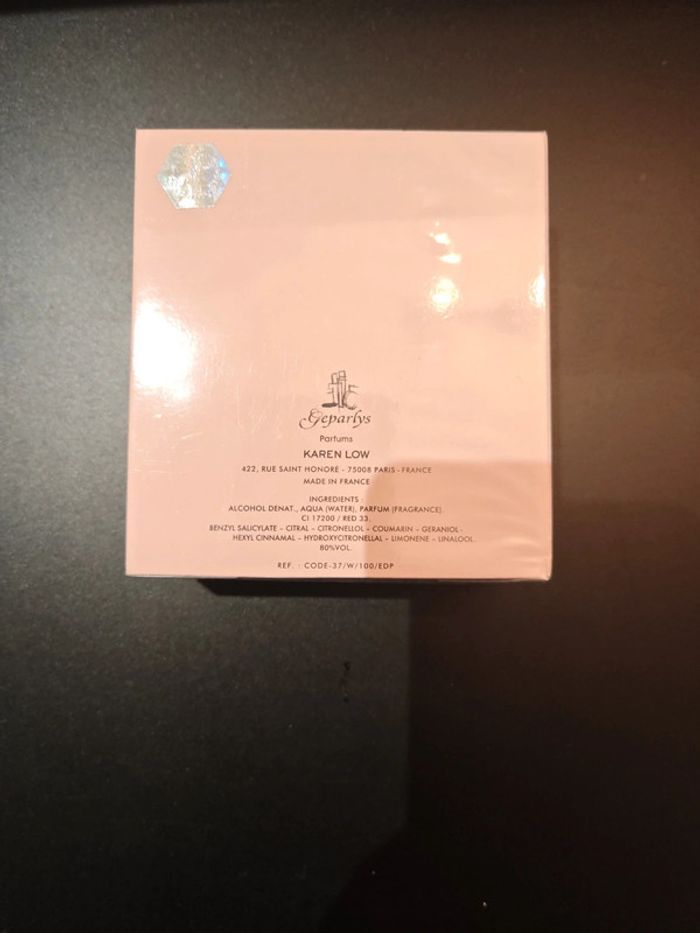 Geparlys
Parfums
KAREN LOW
422, RUE SAINT HONORÉ - 75008 PARIS - FRANCE
MADE IN FRANCE
INGREDIENTS :
ALCOHOL DENAT., AQUA (WATER), PARFUM (FRAGRANCE)
CI 17200 / RED 33.
BENZYL SALICYLATE - CITRAL - CITRONELLOL - COUMARIN - GERANIOL -
HEXYL CINNAMAL - HYDROXYCITRONELLAL - LIMONENE - LINALOOL.
80%VOL.
REF. : CODE-37/W/100/EDP